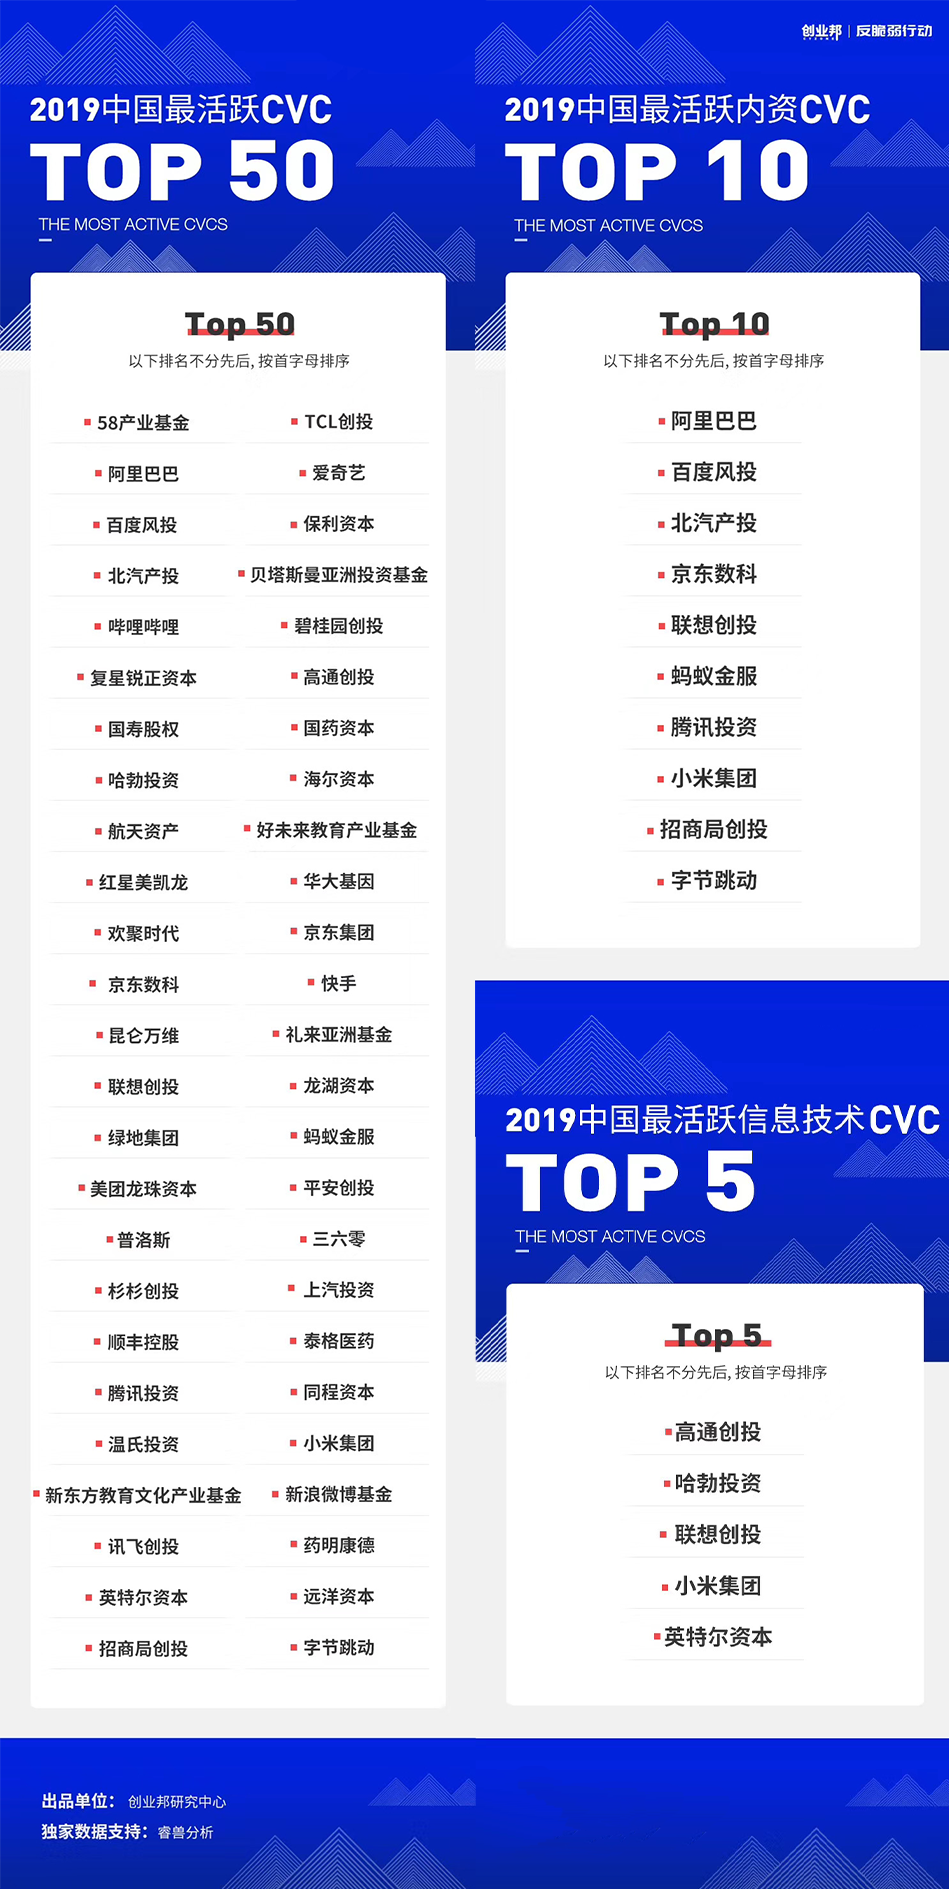 2019中国最活跃CVC
TOP 50
THE MOST ACTIVE CVCS
Top 50
以下排名不分先后, 按首字母排序
58产业基金 TCL创投
阿里巴巴 爱奇艺
百度风投 保利资本
北汽产投 贝塔斯曼亚洲投资基金
哔哩哔哩 碧桂园创投
复星锐正资本 高通创投
国寿股权 国药资本
哈勃投资 海尔资本
航天资产 好未来教育产业基金
红星美凯龙 华大基因
欢聚时代 京东集团
京东数科 快手
昆仑万维 礼来亚洲基金
联想创投 龙湖资本
绿地集团 蚂蚁金服
美团龙珠资本 平安创投
普洛斯 三六零
杉杉创投 上汽投资
顺丰控股 泰格医药
腾讯投资 同程资本
温氏投资 小米集团
新东方教育文化产业基金 新浪微博基金
讯飞创投 药明康德
英特尔资本 远洋资本
招商局创投 字节跳动
创业邦 | 反脆弱行动
2019中国最活跃内资CVC
TOP 10
THE MOST ACTIVE CVCS
Top 10
以下排名不分先后, 按首字母排序
阿里巴巴
百度风投
北汽产投
京东数科
联想创投
蚂蚁金服
腾讯投资
小米集团
招商局创投
字节跳动
2019中国最活跃信息技术CVC
TOP 5
THE MOST ACTIVE CVCS
Top 5
以下排名不分先后, 按首字母排序
高通创投
哈勃投资
联想创投
小米集团
英特尔资本
出品单位： 创业邦研究中心
独家数据支持： 睿兽分析